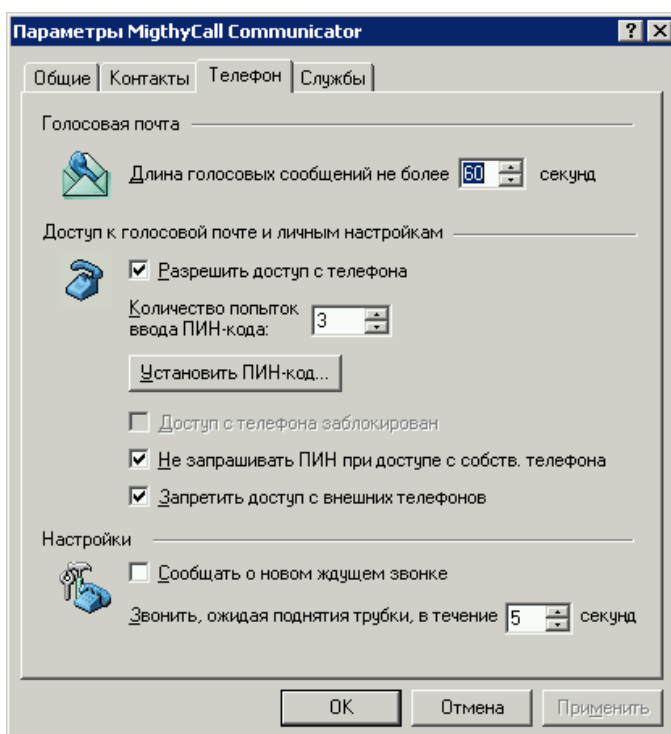 Параметры MigthyCall Communicator
Общие Контакты Телефон Службы
Голосовая почта
Длина голосовых сообщений не более 60 секунд
Доступ к голосовой почте и личным настройкам
Разрешить доступ с телефона
Количество попыток
ввода ПИН-кода: 3
Установить ПИН-код...
Доступ с телефона заблокирован
Не запрашивать ПИН при доступе с собств. телефона
Запретить доступ с внешних телефонов
Настройки
Сообщать о новом ждущем звонке
Звонить, ожидая поднятия трубки, в течение 5 секунд
OK Отмена Применить